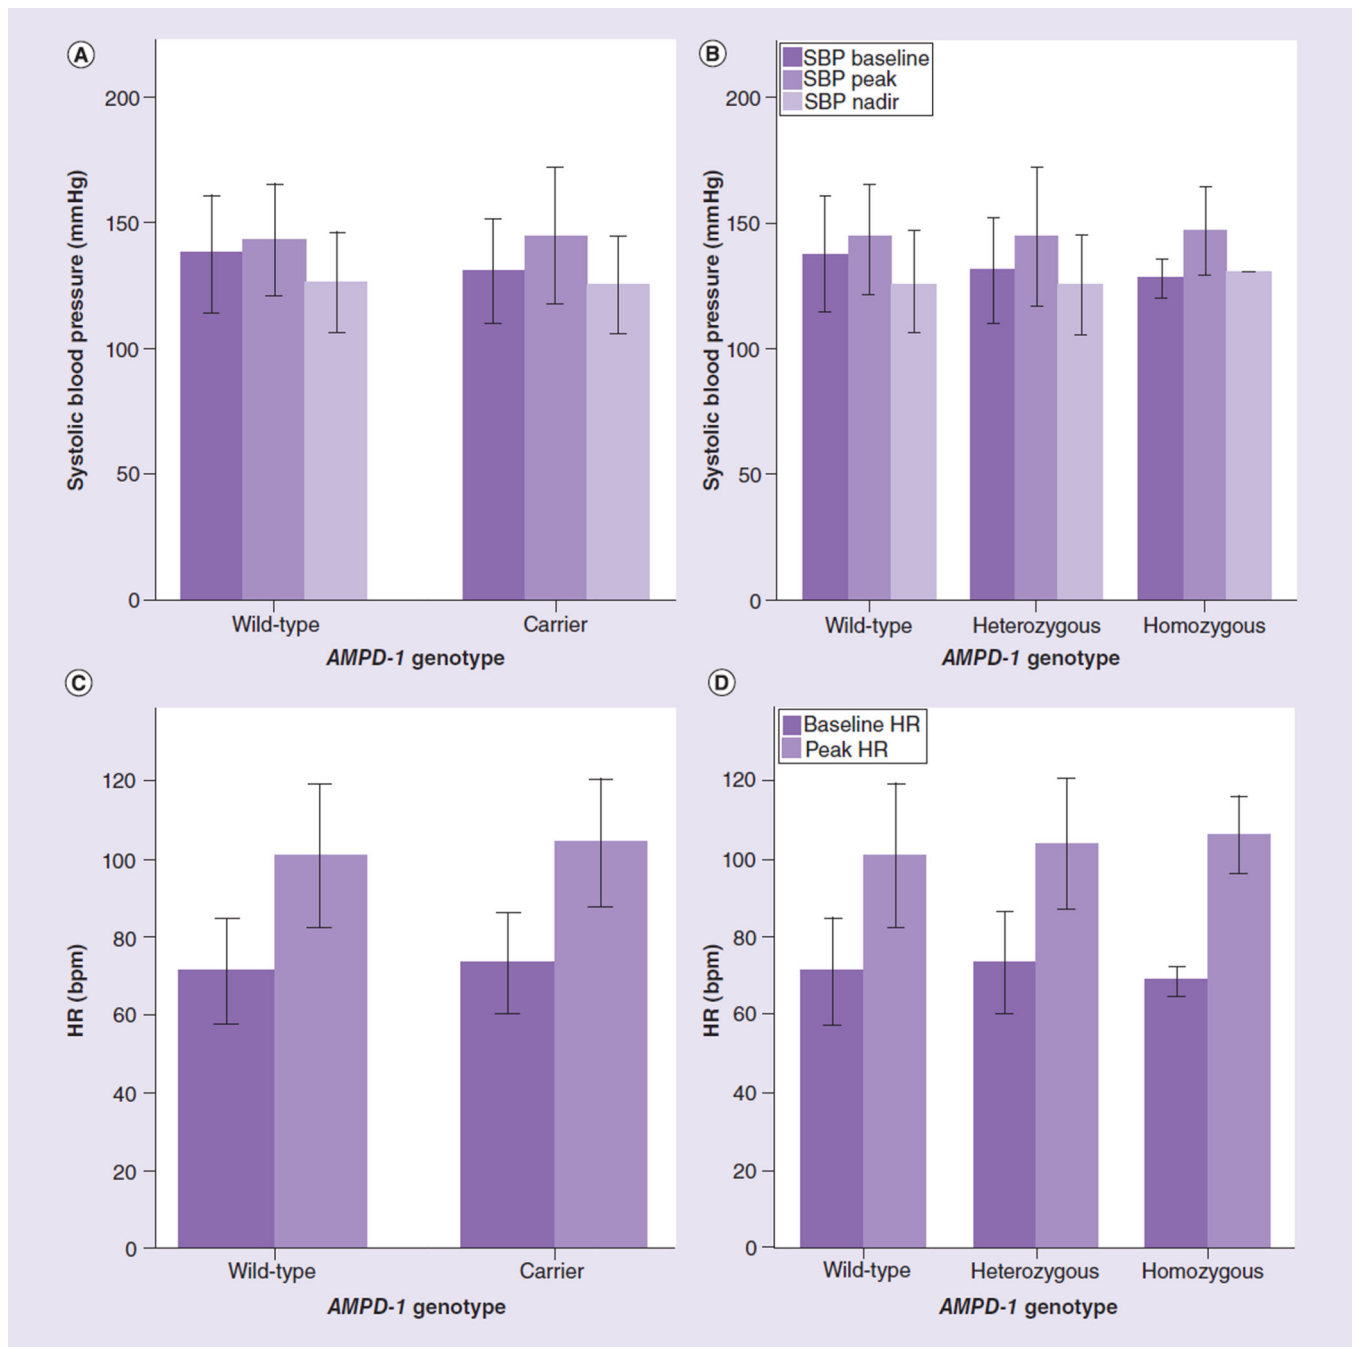 A
Systolic blood pressure (mmHg)
200
150
100
50
0
Wild-type
Carrier
AMPD-1 genotype
B
SBP baseline
SBP peak
SBP nadir
Systolic blood pressure (mmHg)
200
150
100
50
0
Wild-type
Heterozygous
Homozygous
AMPD-1 genotype
C
HR (bpm)
120
100
80
60
40
20
0
Wild-type
Carrier
AMPD-1 genotype
D
Baseline HR
Peak HR
HR (bpm)
120
100
80
60
40
20
0
Wild-type
Heterozygous
Homozygous
AMPD-1 genotype